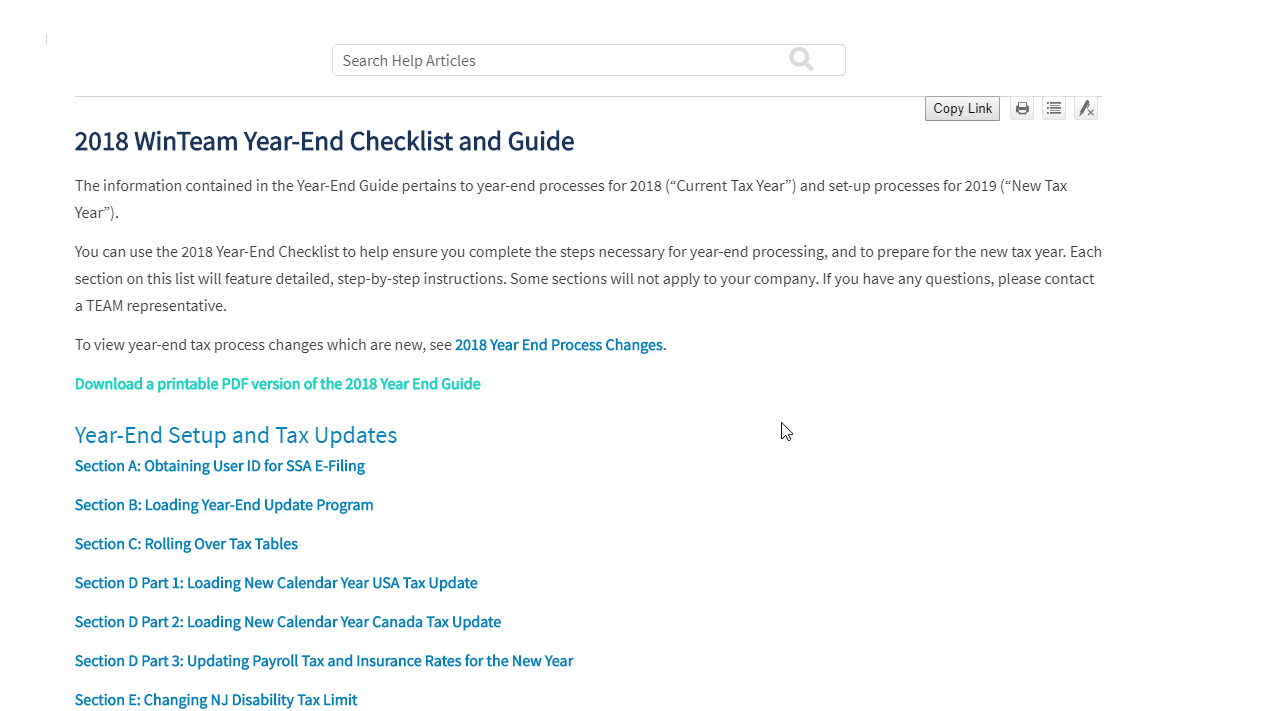 Search Help Articles
Copy Link
2018 WinTeam Year-End Checklist and Guide
The information contained in the Year-End Guide pertains to year-end processes for 2018 (“Current Tax Year”) and set-up processes for 2019 (“New Tax
Year”).
You can use the 2018 Year-End Checklist to help ensure you complete the steps necessary for year-end processing, and to prepare for the new tax year. Each
section on this list will feature detailed, step-by-step instructions. Some sections will not apply to your company. If you have any questions, please contact
a TEAM representative.
To view year-end tax process changes which are new, see 2018 Year End Process Changes.
Download a printable PDF version of the 2018 Year End Guide
Year-End Setup and Tax Updates
Section A: Obtaining User ID for SSA E-Filing
Section B: Loading Year-End Update Program
Section C: Rolling Over Tax Tables
Section D Part 1: Loading New Calendar Year USA Tax Update
Section D Part 2: Loading New Calendar Year Canada Tax Update
Section D Part 3: Updating Payroll Tax and Insurance Rates for the New Year
Section E: Changing NJ Disability Tax Limit